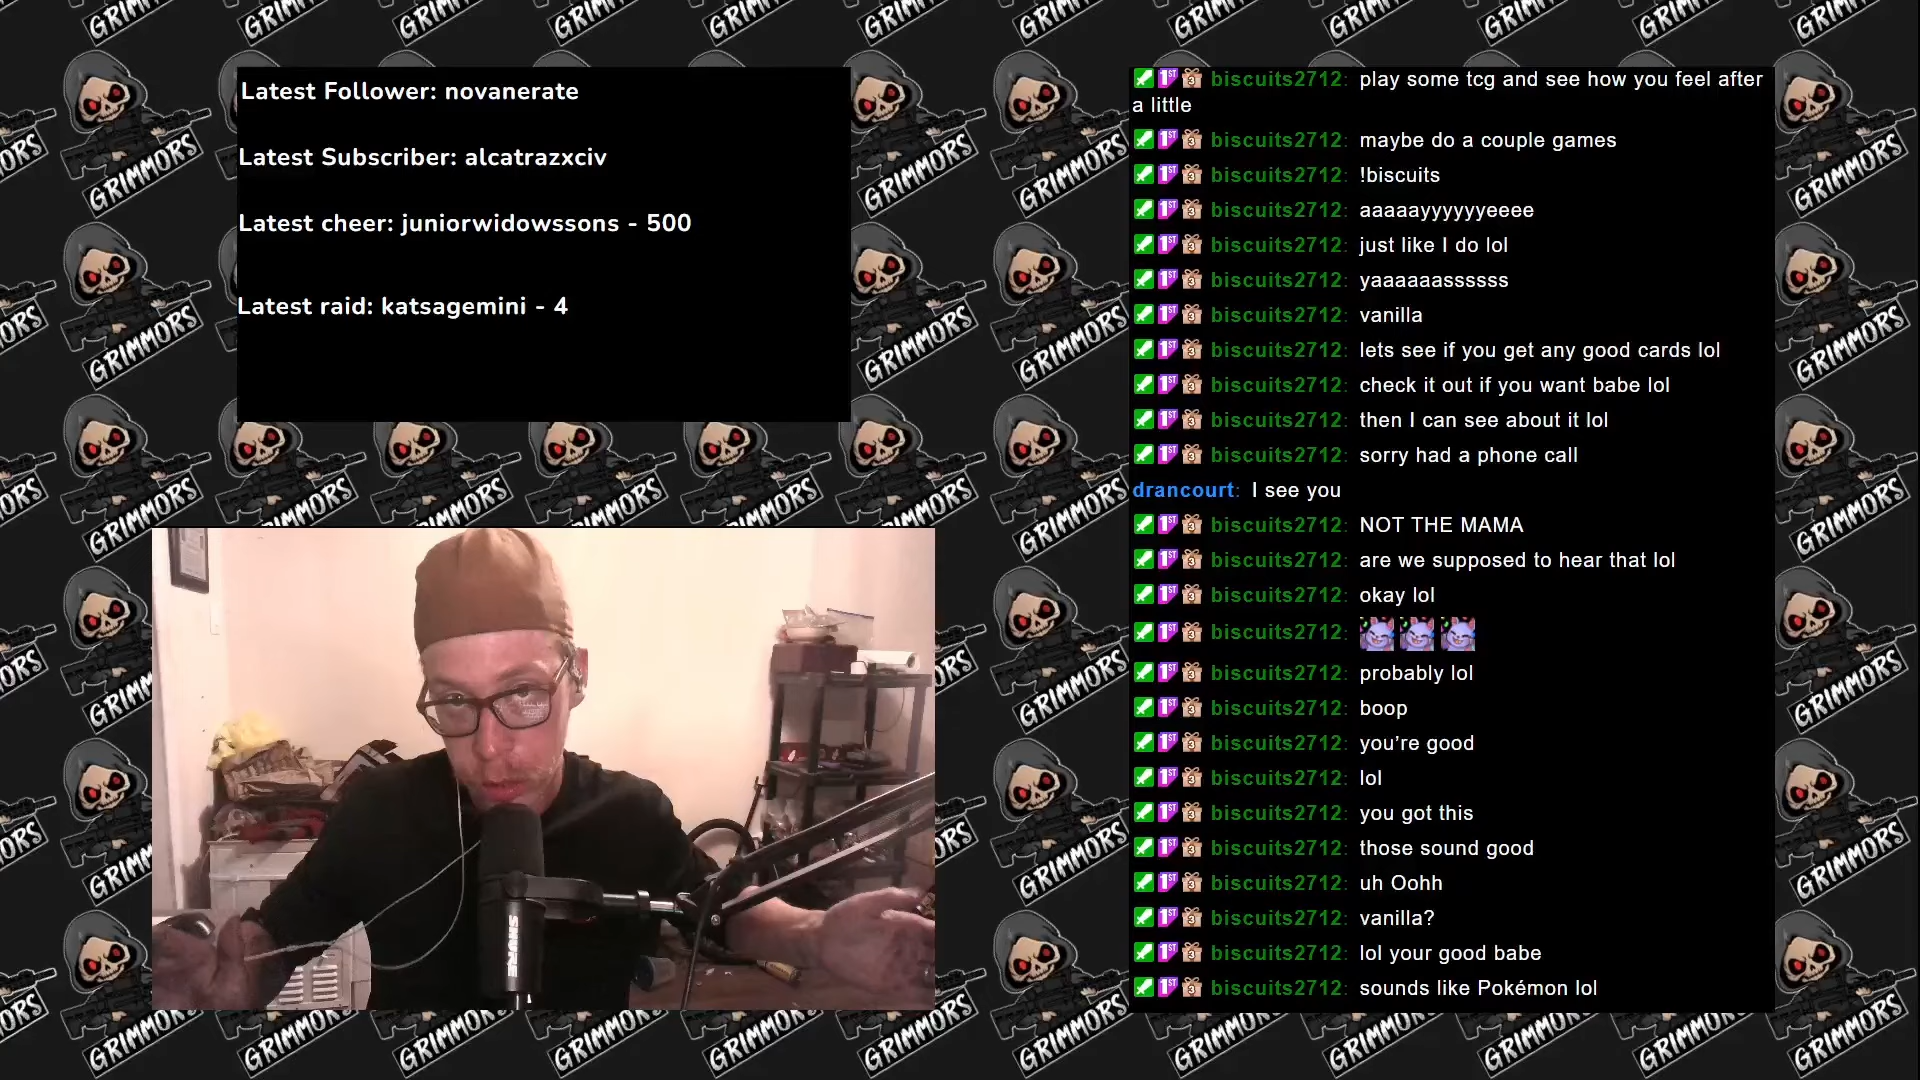 Latest Follower: novanerate
Latest Subscriber: alcatrazxciv
Latest cheer: juniorwidowssons - 500
Latest raid: katsagemini - 4
biscuits2712: play some tcg and see how you feel after
a little
biscuits2712: maybe do a couple games
biscuits2712: !biscuits
biscuits2712: aaaaayyyyyyeeee
biscuits2712: just like I do lol
biscuits2712: yaaaaaassssss
biscuits2712: vanilla
biscuits2712: lets see if you get any good cards lol
biscuits2712: check it out if you want babe lol
biscuits2712: then I can see about it lol
biscuits2712: sorry had a phone call
drancourt: I see you
biscuits2712: NOT THE MAMA
biscuits2712: are we supposed to hear that lol
biscuits2712: okay lol
biscuits2712:
biscuits2712: probably lol
biscuits2712: boop
biscuits2712: you’re good
biscuits2712: lol
biscuits2712: you got this
biscuits2712: those sound good
biscuits2712: uh Oohh
biscuits2712: vanilla?
biscuits2712: lol your good babe
biscuits2712: sounds like Pokémon lol
GRIMMORS
SHURE